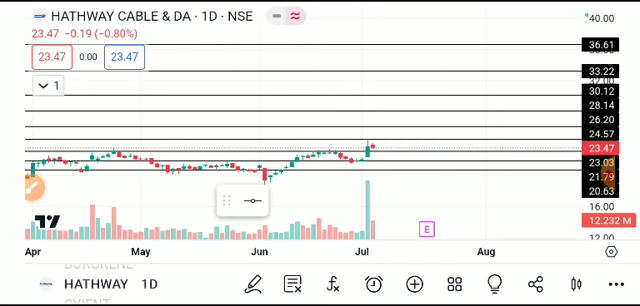 HATHWAY CABLE & DA · 1D · NSE
23.47 −0.19 (−0.80%)
23.47 0.00 23.47
1
40.00
36.61
33.22
30.12
28.14
26.20
24.57
23.47
23.03
21.79
20.63
16.00
12.232 M
12.00
E
Apr May Jun Jul Aug
HATHWAY 1D